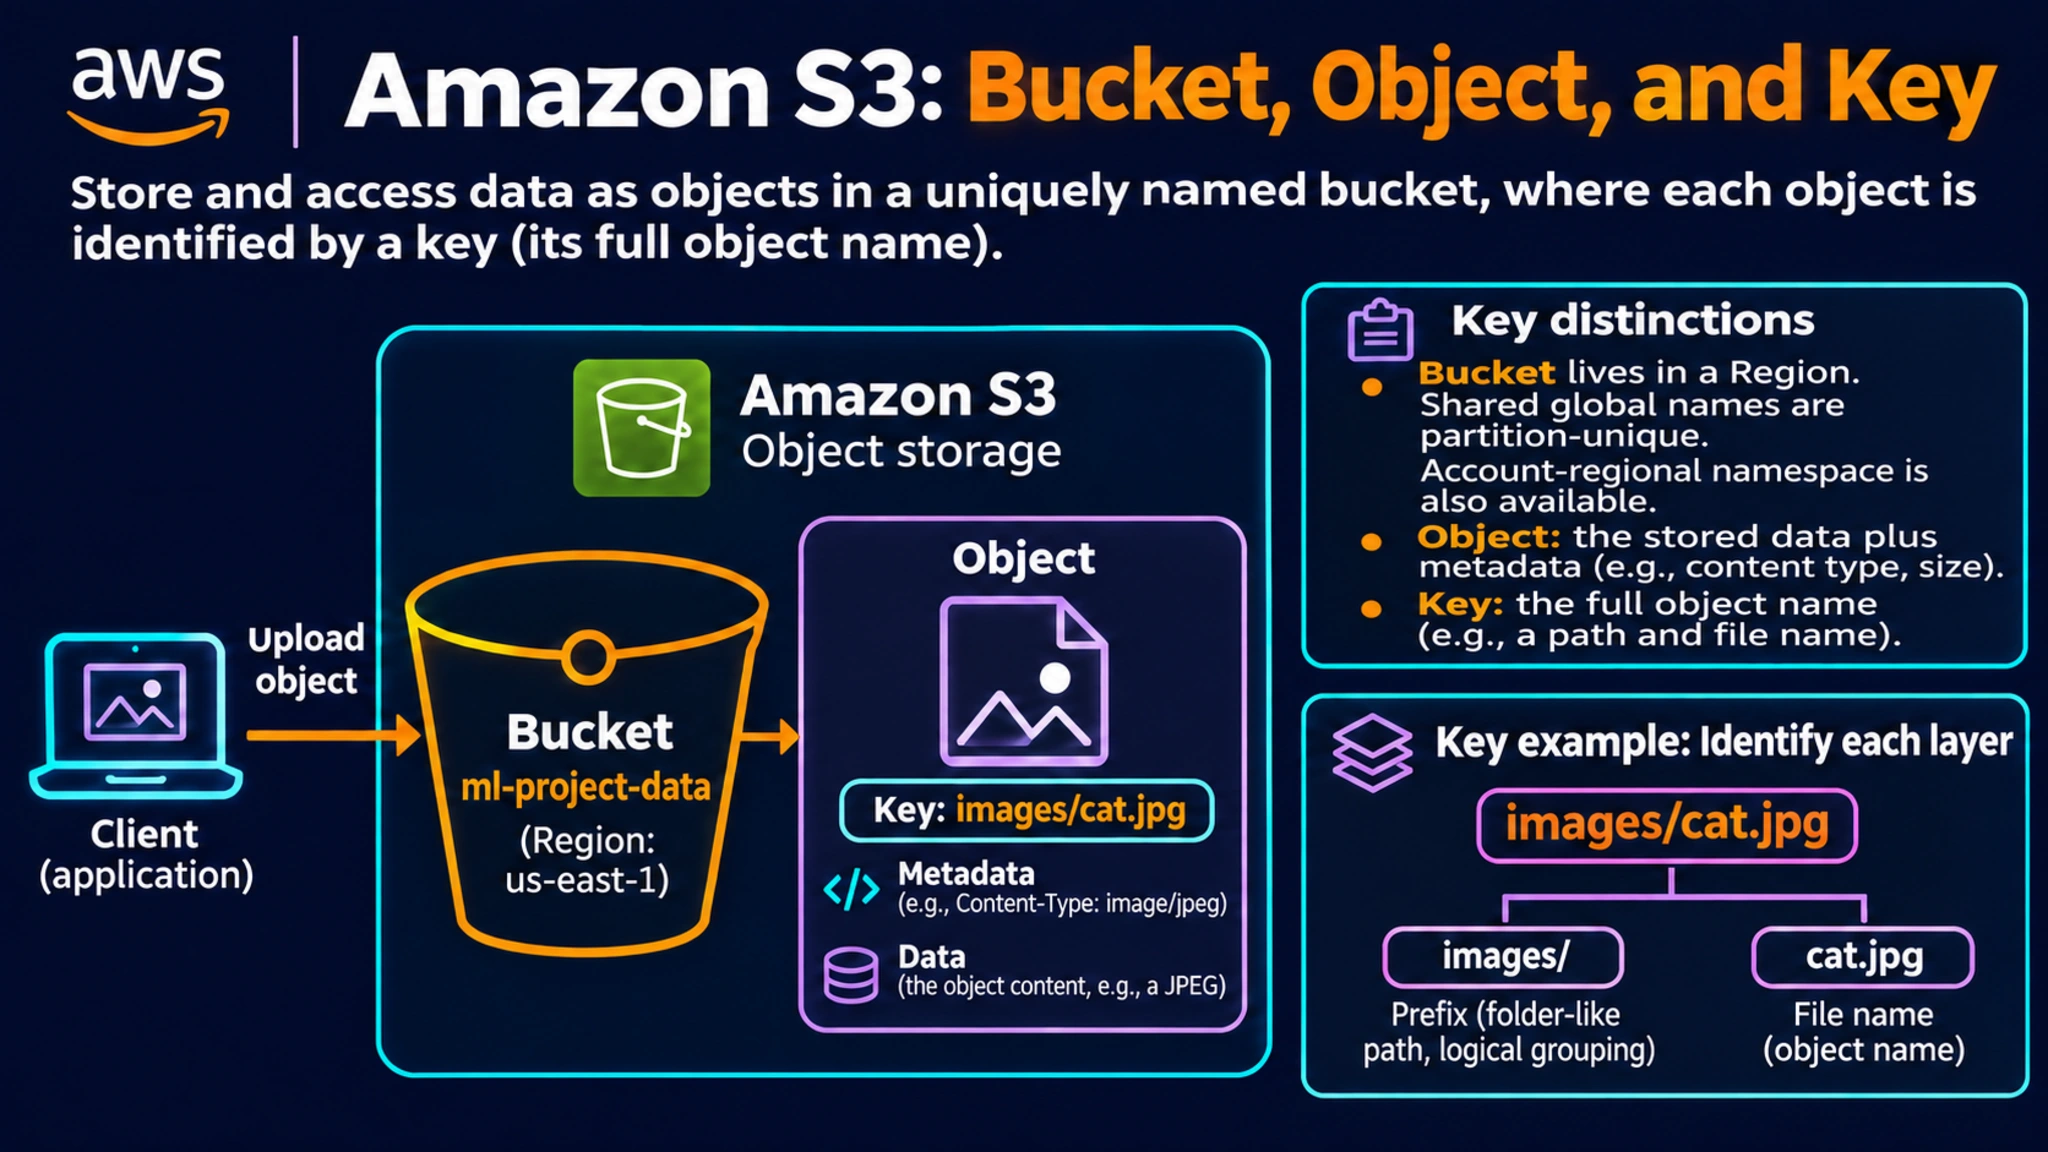 aws
Amazon S3: Bucket, Object, and Key
Store and access data as objects in a uniquely named bucket, where each object is
identified by a key (its full object name).
Client
(application)
Upload
object
Amazon S3
Object storage
Bucket
ml-project-data
(Region:
us-east-1)
Object
Key: images/cat.jpg
</>
Metadata
(e.g., Content-Type: image/jpeg)
Data
(the object content, e.g., a JPEG)
Key distinctions
• Bucket lives in a Region.
Shared global names are
partition-unique.
Account-regional namespace is
also available.
• Object: the stored data plus
metadata (e.g., content type, size).
• Key: the full object name
(e.g., a path and file name).
Key example: Identify each layer
images/cat.jpg
images/
Prefix (folder-like
path, logical grouping)
cat.jpg
File name
(object name)